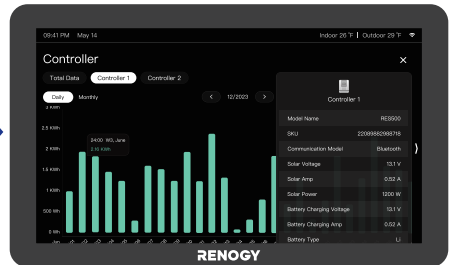 09:41 PM May 14
Indoor 26 °F | Outdoor 29 °F
Controller
Total Data Controller 1 Controller 2
Daily Monthly
12/2023
Controller 1
2.5 kWh
24:00 WD, June
2.10 KWH
2 kWh
1.5 kWh
1 kWh
500 Wh
0 Wh
Model Name RES500
SKU 22089882988718
Communication Model Bluetooth
Solar Voltage 13.1 V
Solar Amp 0.52 A
Solar Power 1200 W
Battery Charging Voltage 13.1 V
Battery Charging Amp 0.52 A
Battery Type Li
RENOGY